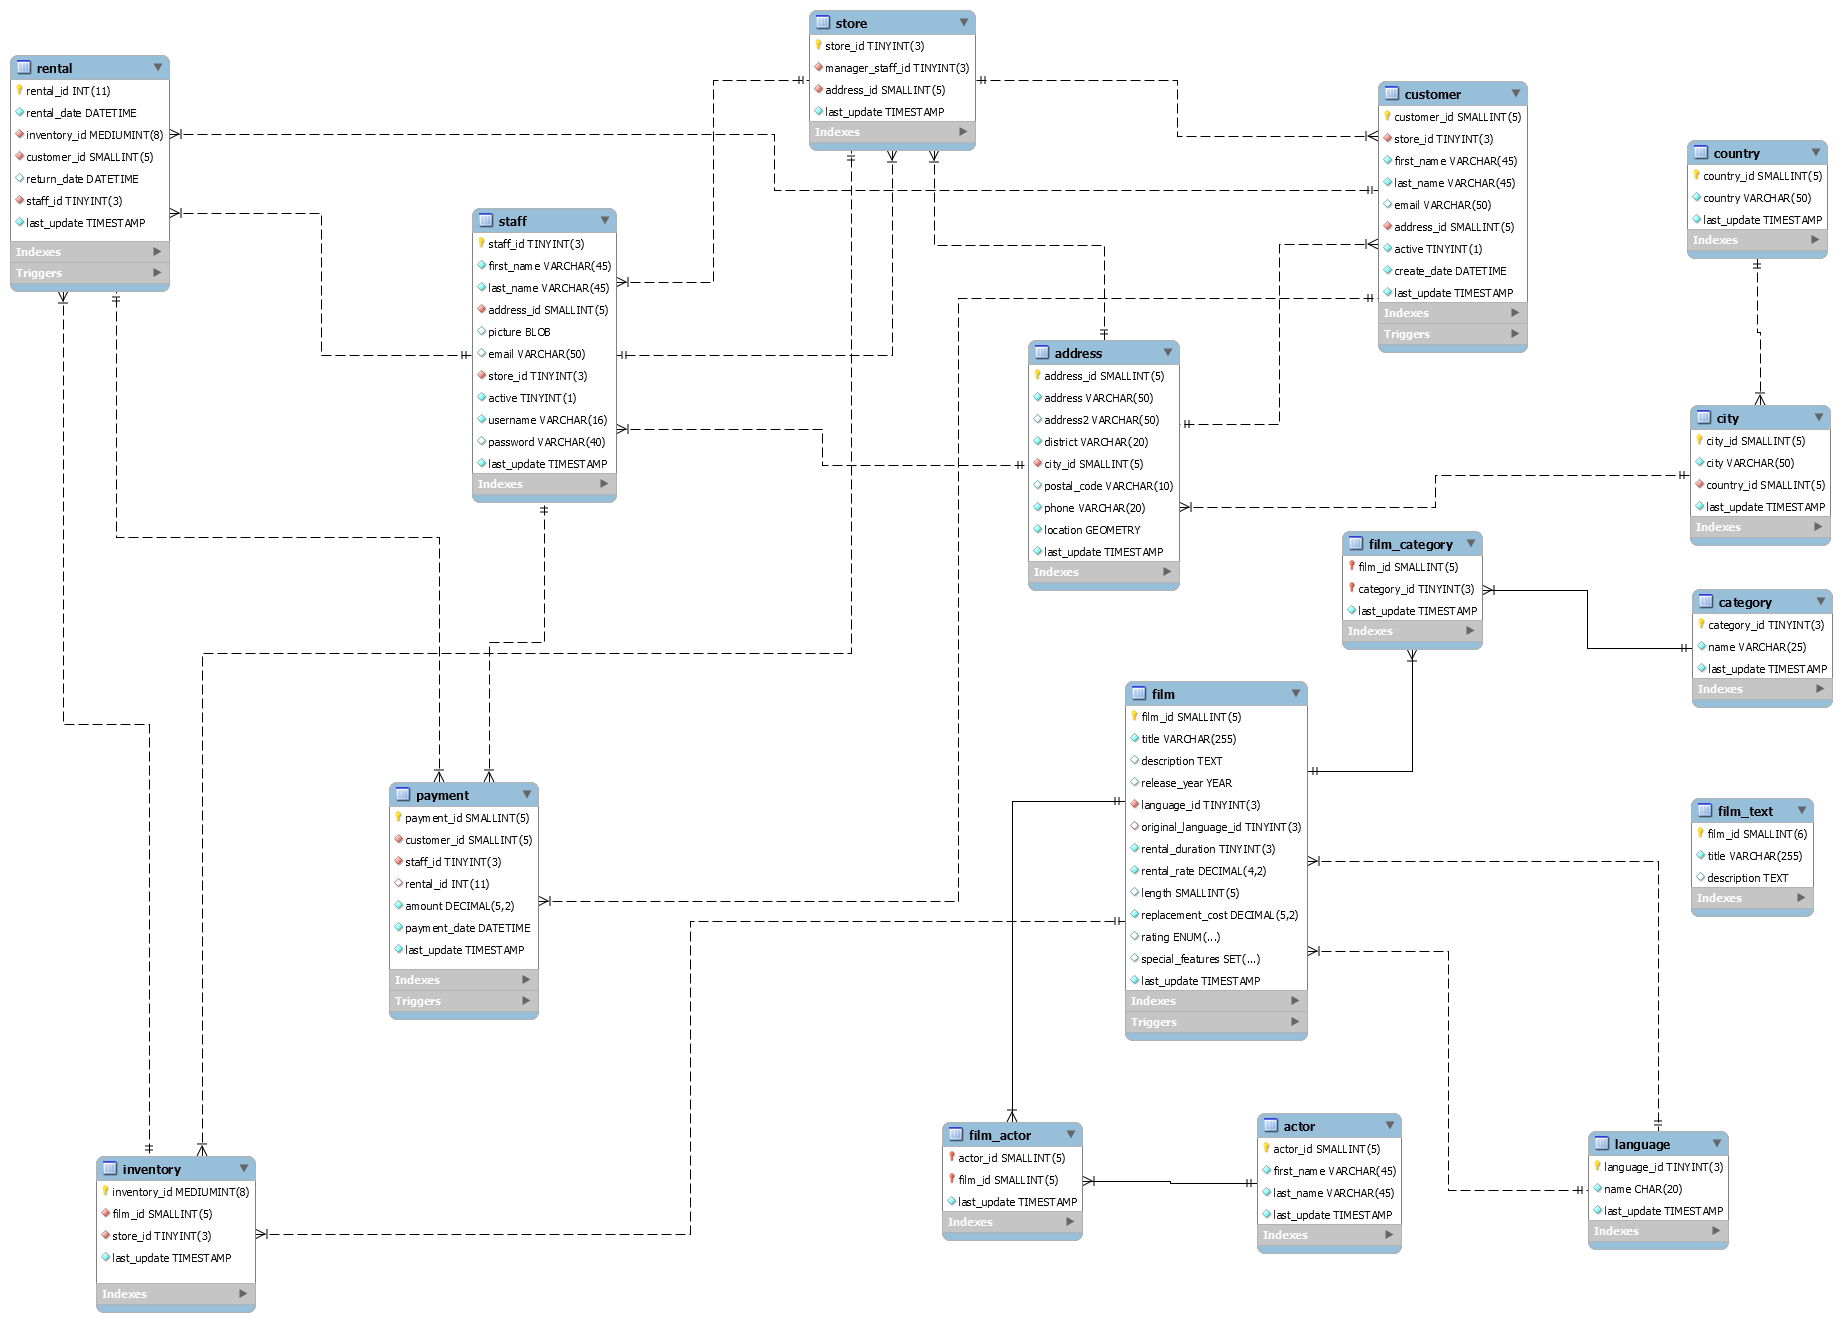 store
store_id TINYINT(3)
manager_staff_id TINYINT(3)
address_id SMALLINT(5)
last_update TIMESTAMP
Indexes
rental
rental_id INT(11)
rental_date DATETIME
inventory_id MEDIUMINT(8)
customer_id SMALLINT(5)
return_date DATETIME
staff_id TINYINT(3)
last_update TIMESTAMP
Indexes
Triggers
customer
customer_id SMALLINT(5)
store_id TINYINT(3)
first_name VARCHAR(45)
last_name VARCHAR(45)
email VARCHAR(50)
address_id SMALLINT(5)
active TINYINT(1)
create_date DATETIME
last_update TIMESTAMP
Indexes
Triggers
country
country_id SMALLINT(5)
country VARCHAR(50)
last_update TIMESTAMP
Indexes
staff
staff_id TINYINT(3)
first_name VARCHAR(45)
last_name VARCHAR(45)
address_id SMALLINT(5)
picture BLOB
email VARCHAR(50)
store_id TINYINT(3)
active TINYINT(1)
username VARCHAR(16)
password VARCHAR(40)
last_update TIMESTAMP
Indexes
address
address_id SMALLINT(5)
address VARCHAR(50)
address2 VARCHAR(50)
district VARCHAR(20)
city_id SMALLINT(5)
postal_code VARCHAR(10)
phone VARCHAR(20)
location GEOMETRY
last_update TIMESTAMP
Indexes
city
city_id SMALLINT(5)
city VARCHAR(50)
country_id SMALLINT(5)
last_update TIMESTAMP
Indexes
film_category
film_id SMALLINT(5)
category_id TINYINT(3)
last_update TIMESTAMP
Indexes
category
category_id TINYINT(3)
name VARCHAR(25)
last_update TIMESTAMP
Indexes
film
film_id SMALLINT(5)
title VARCHAR(255)
description TEXT
release_year YEAR
language_id TINYINT(3)
original_language_id TINYINT(3)
rental_duration TINYINT(3)
rental_rate DECIMAL(4,2)
length SMALLINT(5)
replacement_cost DECIMAL(5,2)
rating ENUM(...)
special_features SET(...)
last_update TIMESTAMP
Indexes
Triggers
payment
payment_id SMALLINT(5)
customer_id SMALLINT(5)
staff_id TINYINT(3)
rental_id INT(11)
amount DECIMAL(5,2)
payment_date DATETIME
last_update TIMESTAMP
Indexes
Triggers
film_text
film_id SMALLINT(6)
title VARCHAR(255)
description TEXT
Indexes
film_actor
actor_id SMALLINT(5)
film_id SMALLINT(5)
last_update TIMESTAMP
Indexes
actor
actor_id SMALLINT(5)
first_name VARCHAR(45)
last_name VARCHAR(45)
last_update TIMESTAMP
Indexes
language
language_id TINYINT(3)
name CHAR(20)
last_update TIMESTAMP
Indexes
inventory
inventory_id MEDIUMINT(8)
film_id SMALLINT(5)
store_id TINYINT(3)
last_update TIMESTAMP
Indexes